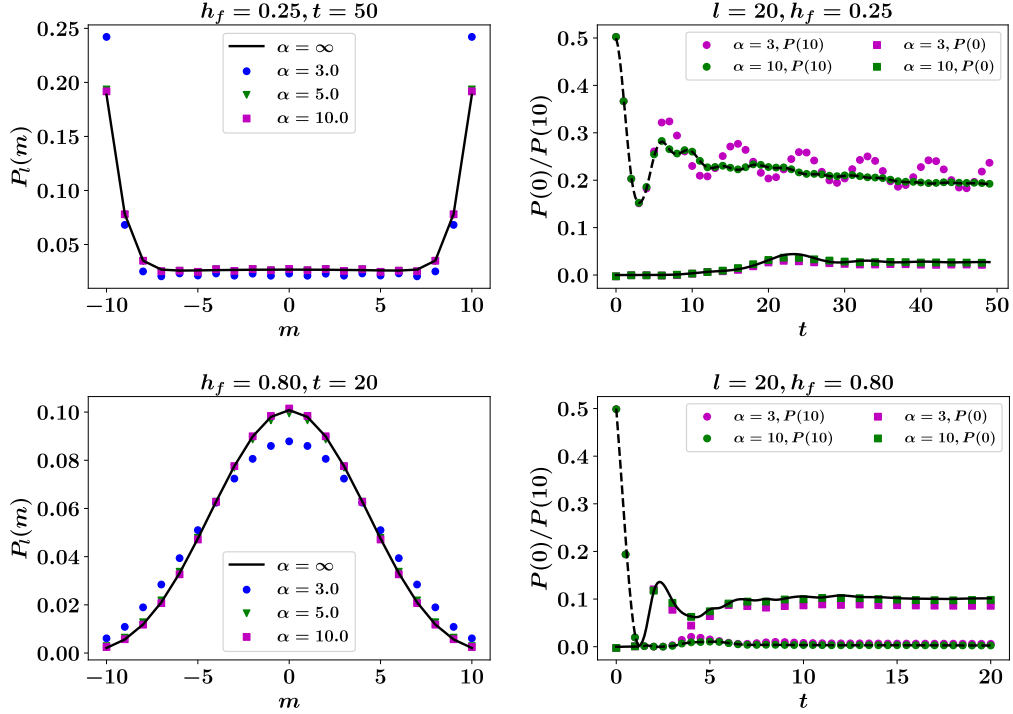 h_f = 0.25, t = 50
P_l(m)
0.25
0.20
0.15
0.10
0.05
α = ∞
α = 3.0
α = 5.0
α = 10.0
−10 −5 0 5 10
m
l = 20, h_f = 0.25
P(0)/P(10)
0.5
0.4
0.3
0.2
0.1
0.0
α = 3, P(10) α = 3, P(0)
α = 10, P(10) α = 10, P(0)
0 10 20 30 40 50
t
h_f = 0.80, t = 20
P_l(m)
0.10
0.08
0.06
0.04
0.02
0.00
α = ∞
α = 3.0
α = 5.0
α = 10.0
−10 −5 0 5 10
m
l = 20, h_f = 0.80
P(0)/P(10)
0.5
0.4
0.3
0.2
0.1
0.0
α = 3, P(10) α = 3, P(0)
α = 10, P(10) α = 10, P(0)
0 5 10 15 20
t